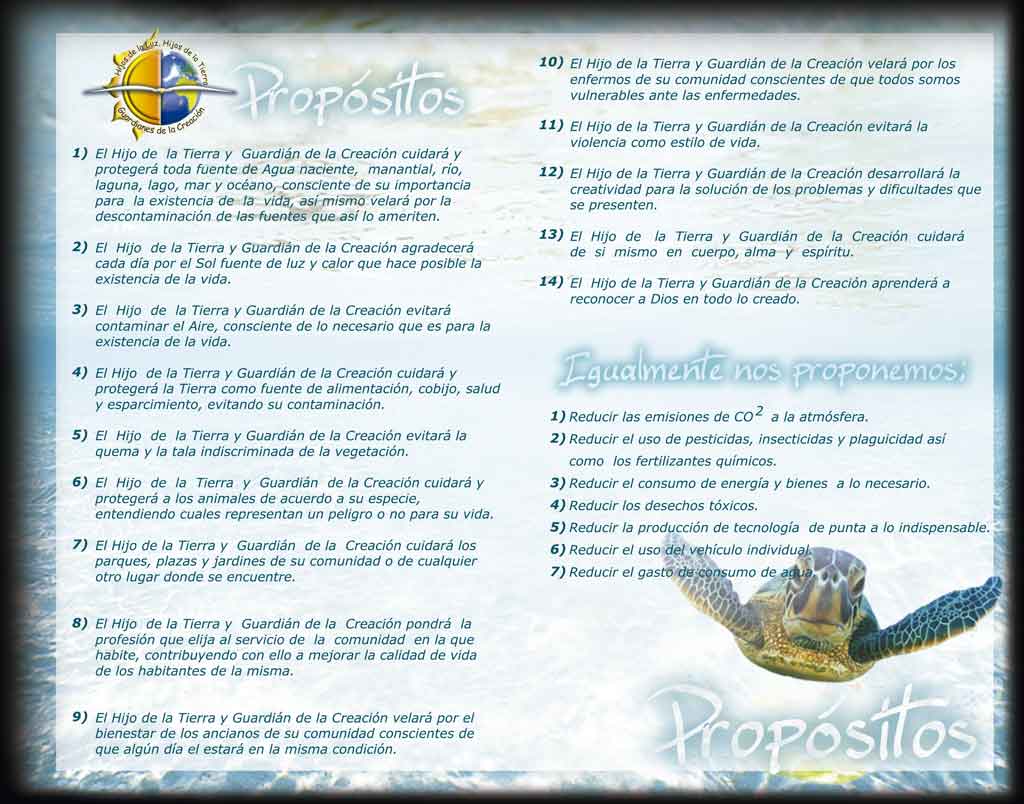 Hijos de la Luz, Hijos de la Tierra
Guardianes de la Creación
Propósitos
1) El Hijo de la Tierra y Guardián de la Creación cuidará y
protegerá toda fuente de Agua naciente, manantial, río,
laguna, lago, mar y océano, consciente de su importancia
para la existencia de la vida, así mismo velará por la
descontaminación de las fuentes que así lo ameriten.
2) El Hijo de la Tierra y Guardián de la Creación agradecerá
cada día por el Sol fuente de luz y calor que hace posible la
existencia de la vida.
3) El Hijo de la Tierra y Guardián de la Creación evitará
contaminar el Aire, consciente de lo necesario que es para la
existencia de la vida.
4) El Hijo de la Tierra y Guardián de la Creación cuidará y
protegerá la Tierra como fuente de alimentación, cobijo, salud
y esparcimiento, evitando su contaminación.
5) El Hijo de la Tierra y Guardián de la Creación evitará la
quema y la tala indiscriminada de la vegetación.
6) El Hijo de la Tierra y Guardián de la Creación cuidará y
protegerá a los animales de acuerdo a su especie,
entendiendo cuales representan un peligro o no para su vida.
7) El Hijo de la Tierra y Guardián de la Creación cuidará los
parques, plazas y jardines de su comunidad o de cualquier
otro lugar donde se encuentre.
8) El Hijo de la Tierra y Guardián de la Creación pondrá la
profesión que elija al servicio de la comunidad en la que
habite, contribuyendo con ello a mejorar la calidad de vida
de los habitantes de la misma.
9) El Hijo de la Tierra y Guardián de la Creación velará por el
bienestar de los ancianos de su comunidad conscientes de
que algún día el estará en la misma condición.
10) El Hijo de la Tierra y Guardián de la Creación velará por los
enfermos de su comunidad conscientes de que todos somos
vulnerables ante las enfermedades.
11) El Hijo de la Tierra y Guardián de la Creación evitará la
violencia como estilo de vida.
12) El Hijo de la Tierra y Guardián de la Creación desarrollará la
creatividad para la solución de los problemas y dificultades que
se presenten.
13) El Hijo de la Tierra y Guardián de la Creación cuidará
de si mismo en cuerpo, alma y espíritu.
14) El Hijo de la Tierra y Guardián de la Creación aprenderá a
reconocer a Dios en todo lo creado.
Igualmente nos proponemos;
1) Reducir las emisiones de CO² a la atmósfera.
2) Reducir el uso de pesticidas, insecticidas y plaguicidad así
como los fertilizantes químicos.
3) Reducir el consumo de energía y bienes a lo necesario.
4) Reducir los desechos tóxicos.
5) Reducir la producción de tecnología de punta a lo indispensable.
6) Reducir el uso del vehículo individual.
7) Reducir el gasto de consumo de agua.
Propósitos